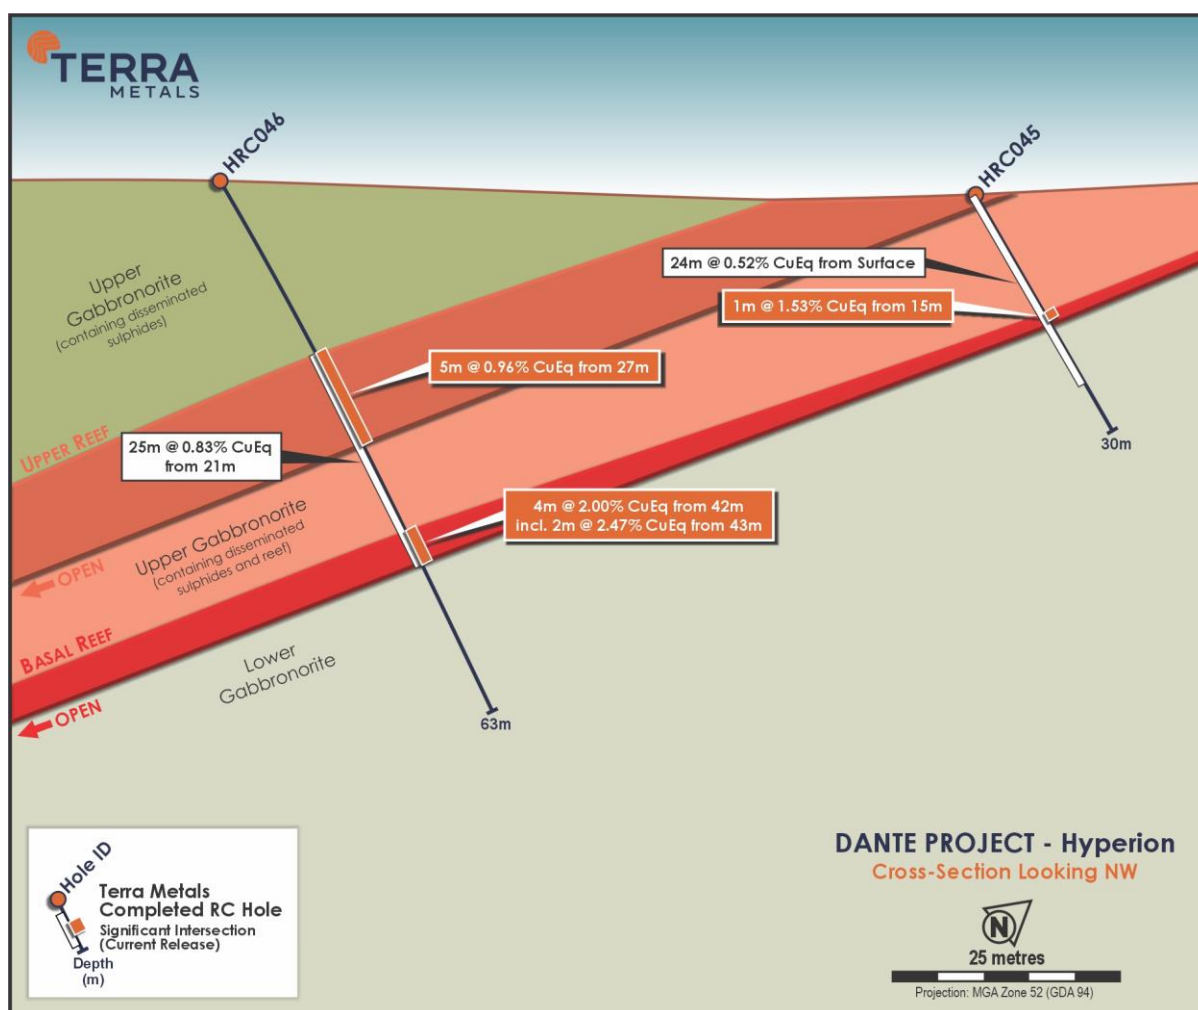 TERRA
METALS
HRC046
HRC045
Upper
Gabbronorite
(containing disseminated
sulphides)
24m @ 0.52% CuEq from Surface
1m @ 1.53% CuEq from 15m
5m @ 0.96% CuEq from 27m
UPPER REEF
25m @ 0.83% CuEq
from 21m
30m
4m @ 2.00% CuEq from 42m
incl. 2m @ 2.47% CuEq from 43m
Upper Gabbronorite
(containing disseminated
sulphides and reef)
OPEN
BASAL REEF
Lower
Gabbronorite
OPEN
63m
Hole ID
Terra Metals
Completed RC Hole
Significant Intersection
(Current Release)
Depth
(m)
DANTE PROJECT - Hyperion
Cross-Section Looking NW
N
25 metres
Projection: MGA Zone 52 (GDA 94)